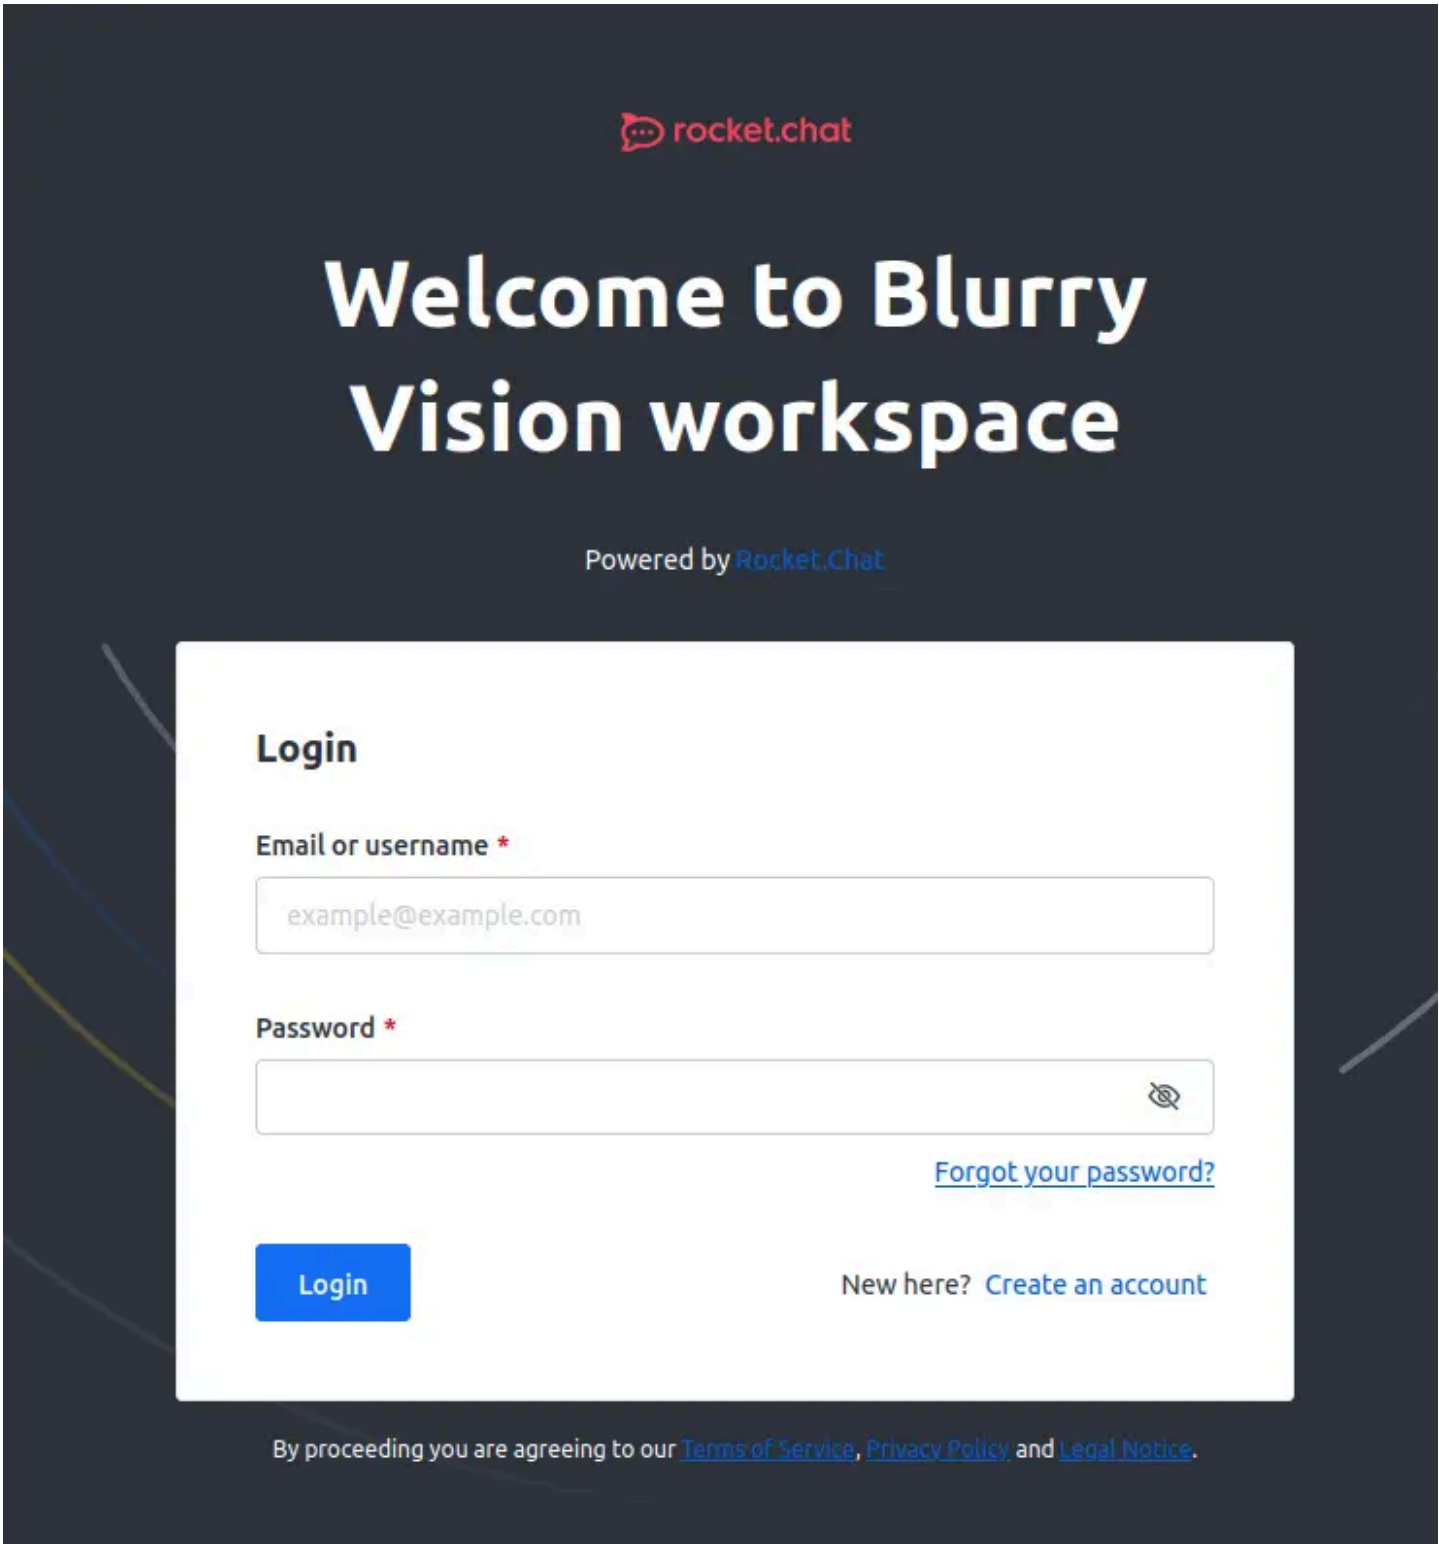 rocket.chat
Welcome to Blurry
Vision workspace
Powered by Rocket.Chat
Login
Email or username *
example@example.com
Password *
Forgot your password?
Login
New here? Create an account
By proceeding you are agreeing to our Terms of Service, Privacy Policy and Legal Notice.